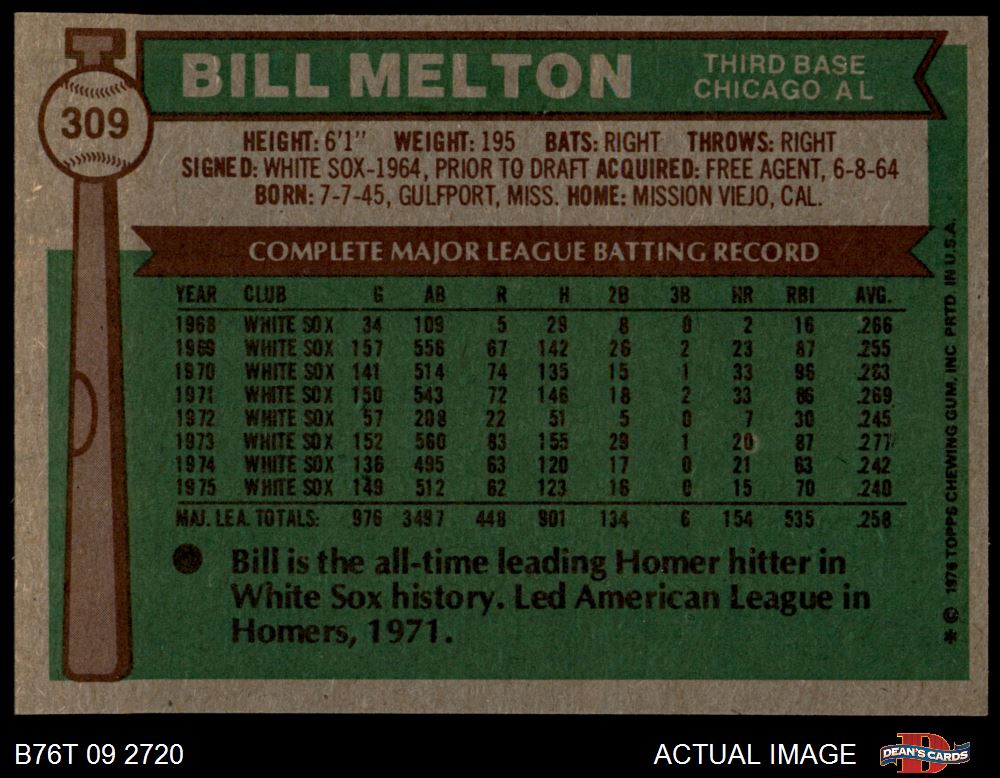 BILL MELTON
THIRD BASE
CHICAGO A L
309
HEIGHT: 6'1" WEIGHT: 195 BATS: RIGHT THROWS: RIGHT
SIGNED: WHITE SOX-1964, PRIOR TO DRAFT ACQUIRED: FREE AGENT, 6-8-64
BORN: 7-7-45, GULFPORT, MISS. HOME: MISSION VIEJO, CAL.
COMPLETE MAJOR LEAGUE BATTING RECORD
YEAR CLUB G AB R H 2B 3B HR RBI AVG.
1968 WHITE SOX 34 109 5 29 8 0 2 16 .266
1969 WHITE SOX 157 556 67 142 26 2 23 87 .255
1970 WHITE SOX 141 514 74 135 15 1 33 96 .263
1971 WHITE SOX 150 543 72 146 18 2 33 86 .269
1972 WHITE SOX 57 208 22 51 5 0 7 30 .245
1973 WHITE SOX 152 560 83 155 29 1 20 87 .277
1974 WHITE SOX 136 495 63 120 17 0 21 63 .242
1975 WHITE SOX 149 512 62 123 16 0 15 70 .240
MAJ. LEA. TOTALS: 976 3497 448 901 134 6 154 535 .258
Bill is the all-time leading Homer hitter in
White Sox history. Led American League in
Homers, 1971.
* © 1976 TOPPS CHEWING GUM, INC. PRTD. IN U.S.A.
B76T 09 2720
ACTUAL IMAGE
DEAN'S CARDS